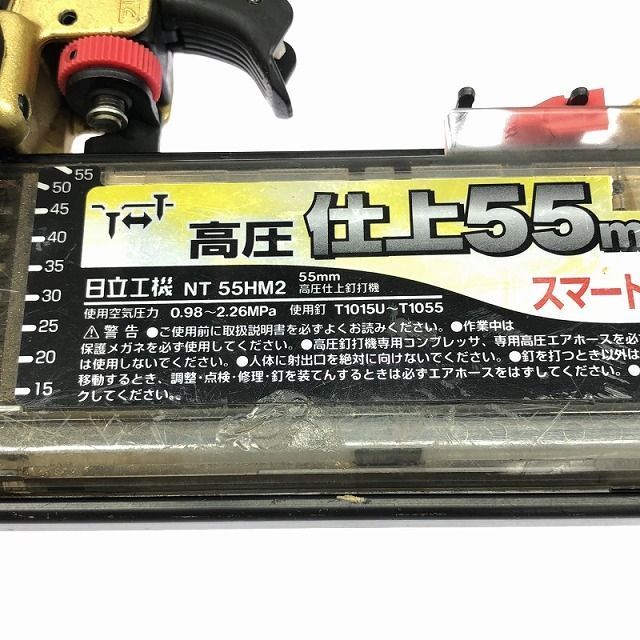 55
50
45
40
35
30
25
20
15
高圧 仕上55m
スマート
日立工機 NT 55HM2 55mm 高圧仕上釘打機
使用空気圧力 0.98～2.26MPa 使用釘 T1015U～T1055
⚠警告 ●ご使用前に取扱説明書を必ずよくお読みください。●作業中は
保護メガネを必ず使用してください。●高圧釘打機専用コンプレッサ、専用高圧エアホースを必
は使用しないでください。●人体に射出口を絶対に向けないでください。●釘を打つとき以外は
移動するとき、調整・点検・修理・釘を装てんするときは必ずエアホースをはずしてください。●
クしてください。